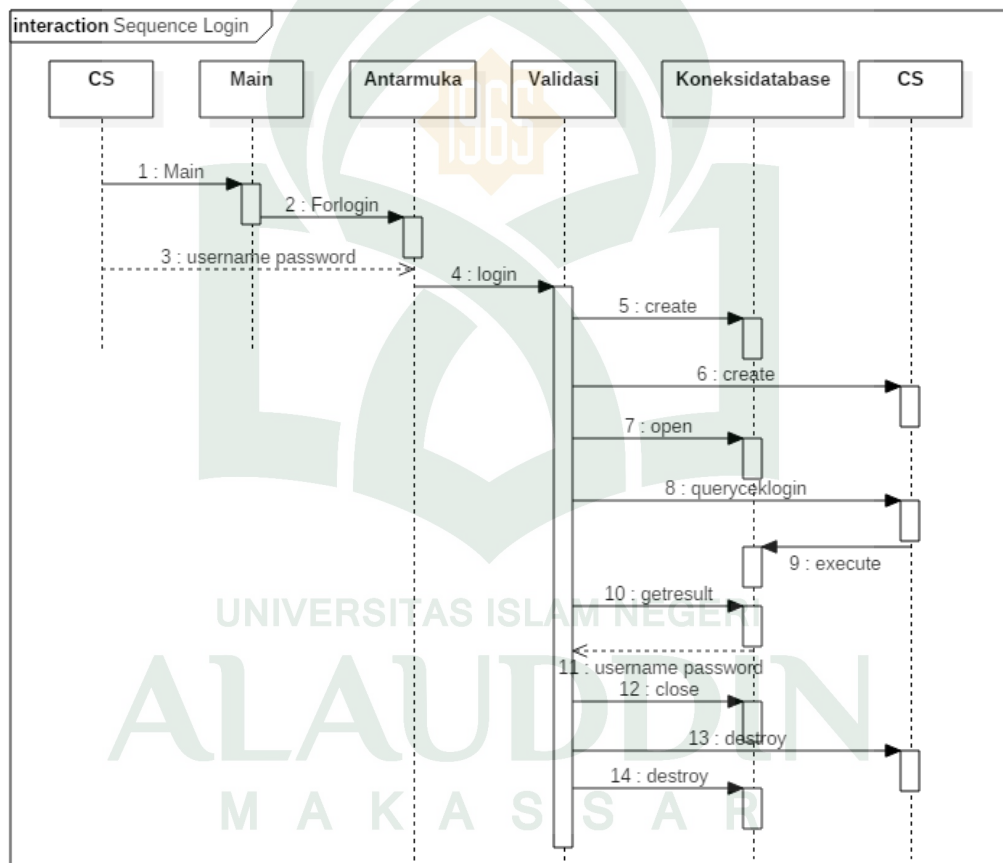 interaction Sequence Login
CS
Main
Antarmuka
Validasi
Koneksidatabase
CS
1965
1 : Main
2 : Forlogin
3 : username password
4 : login
5 : create
6 : create
7 : open
8 : queryceklogin
9 : execute
10 : getresult
UNIVERSITAS ISLAM NEGERI
11 : username password
ALAUDDIN
12 : close
13 : destroy
14 : destroy
MAKASSAR